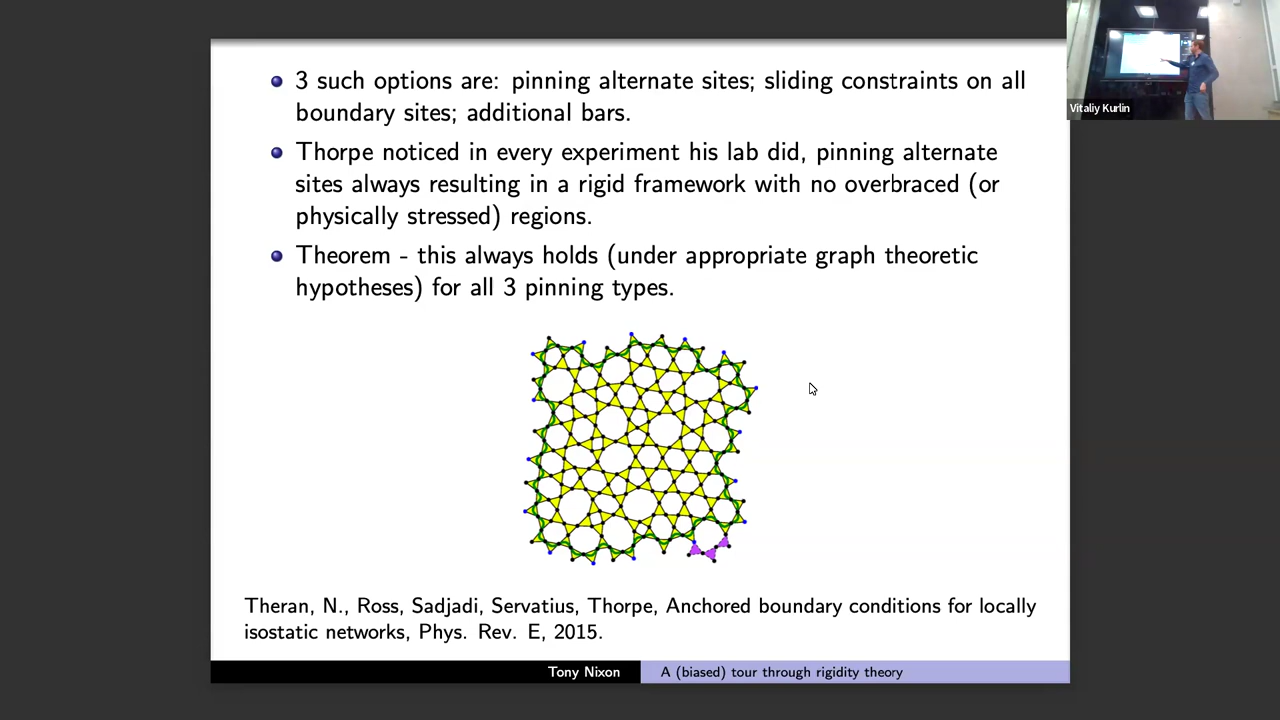 3 such options are: pinning alternate sites; sliding constraints on all
boundary sites; additional bars.
Thorpe noticed in every experiment his lab did, pinning alternate
sites always resulting in a rigid framework with no overbraced (or
physically stressed) regions.
Theorem - this always holds (under appropriate graph theoretic
hypotheses) for all 3 pinning types.
Theran, N., Ross, Sadjadi, Servatius, Thorpe, Anchored boundary conditions for locally
isostatic networks, Phys. Rev. E, 2015.
Tony Nixon
A (biased) tour through rigidity theory
Vitaliy Kurlin